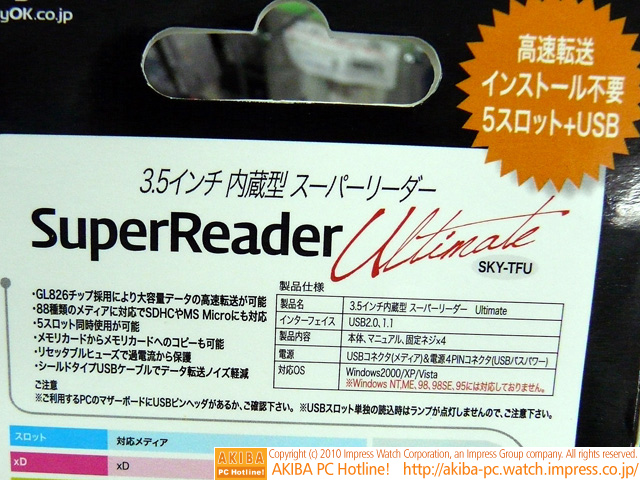 yOK.co.jp
高速転送
インストール不要
5スロット+USB
3.5インチ 内蔵型 スーパーリーダー
SuperReader Ultimate
SKY-TFU
・GL826チップ採用により大容量データの高速転送が可能
・88種類のメディアに対応でSDHCやMS Microにも対応
・5スロット同時使用が可能
・メモリカードからメモリカードへのコピーも可能
・リセッタブルヒューズで過電流から保護
・シールドタイプUSBケーブルでデータ転送ノイズ軽減
製品仕様
製品名 3.5インチ内蔵型 スーパーリーダー Ultimate
インターフェイス USB2.0, 1.1
製品内容 本体、マニュアル、固定ネジ×4
電源 USBコネクタ(メディア)&電源4PINコネクタ(USBバスパワー)
対応OS Windows2000/XP/Vista
※Windows NT,ME, 98, 98SE, 95には対応しておりません。
ご注意
※ご利用するPCのマザーボードにUSBピンヘッダがあるか、ご確認下さい。 ※USBスロット単独の読込時はランプが点灯しませんので、ご注意下さい。
スロット 対応メディア
xD xD
AKIBA
PC Hotline!
Copyright (c) 2010 Impress Watch Corporation, an Impress Group company. All rights reserved.
AKIBA PC Hotline! http://akiba-pc.watch.impress.co.jp/